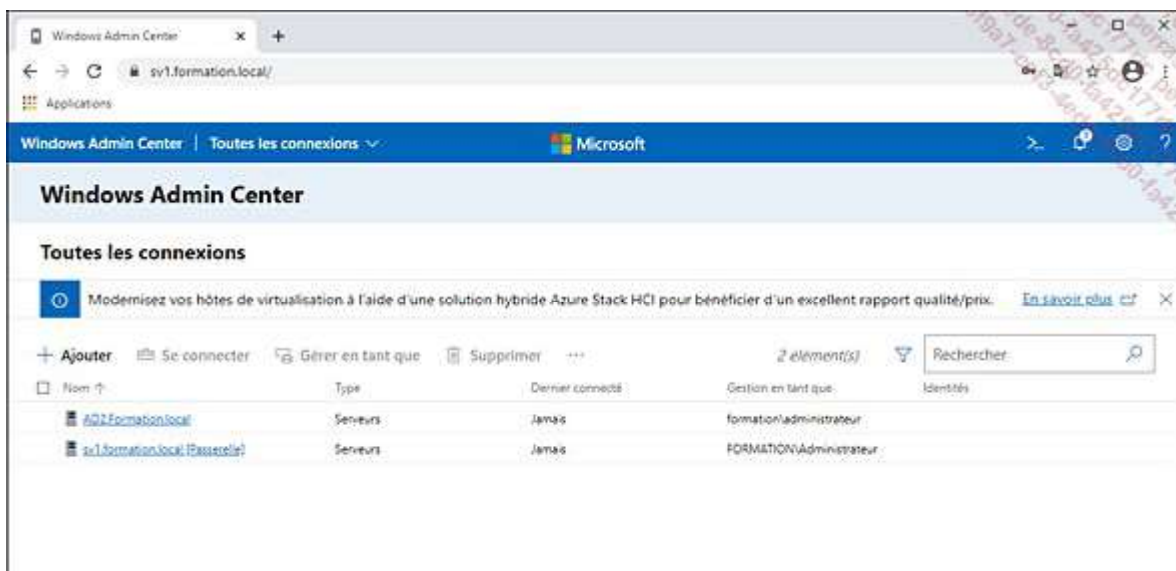 Windows Admin Center
sv1.formation.local/
Applications
Windows Admin Center | Toutes les connexions
Microsoft
Windows Admin Center
Toutes les connexions
Modernisez vos hôtes de virtualisation à l'aide d'une solution hybride Azure Stack HCI pour bénéficier d'un excellent rapport qualité/prix. En savoir plus
Ajouter Se connecter Gérer en tant que Supprimer ... 2 élément(s) Rechercher
Nom Type Dernier connecté Gestion en tant que Identités
AD2.Formation.local Serveurs Jamais formation\administrateur
sv1.formation.local [Passerelle] Serveurs Jamais FORMATION\Administrateur